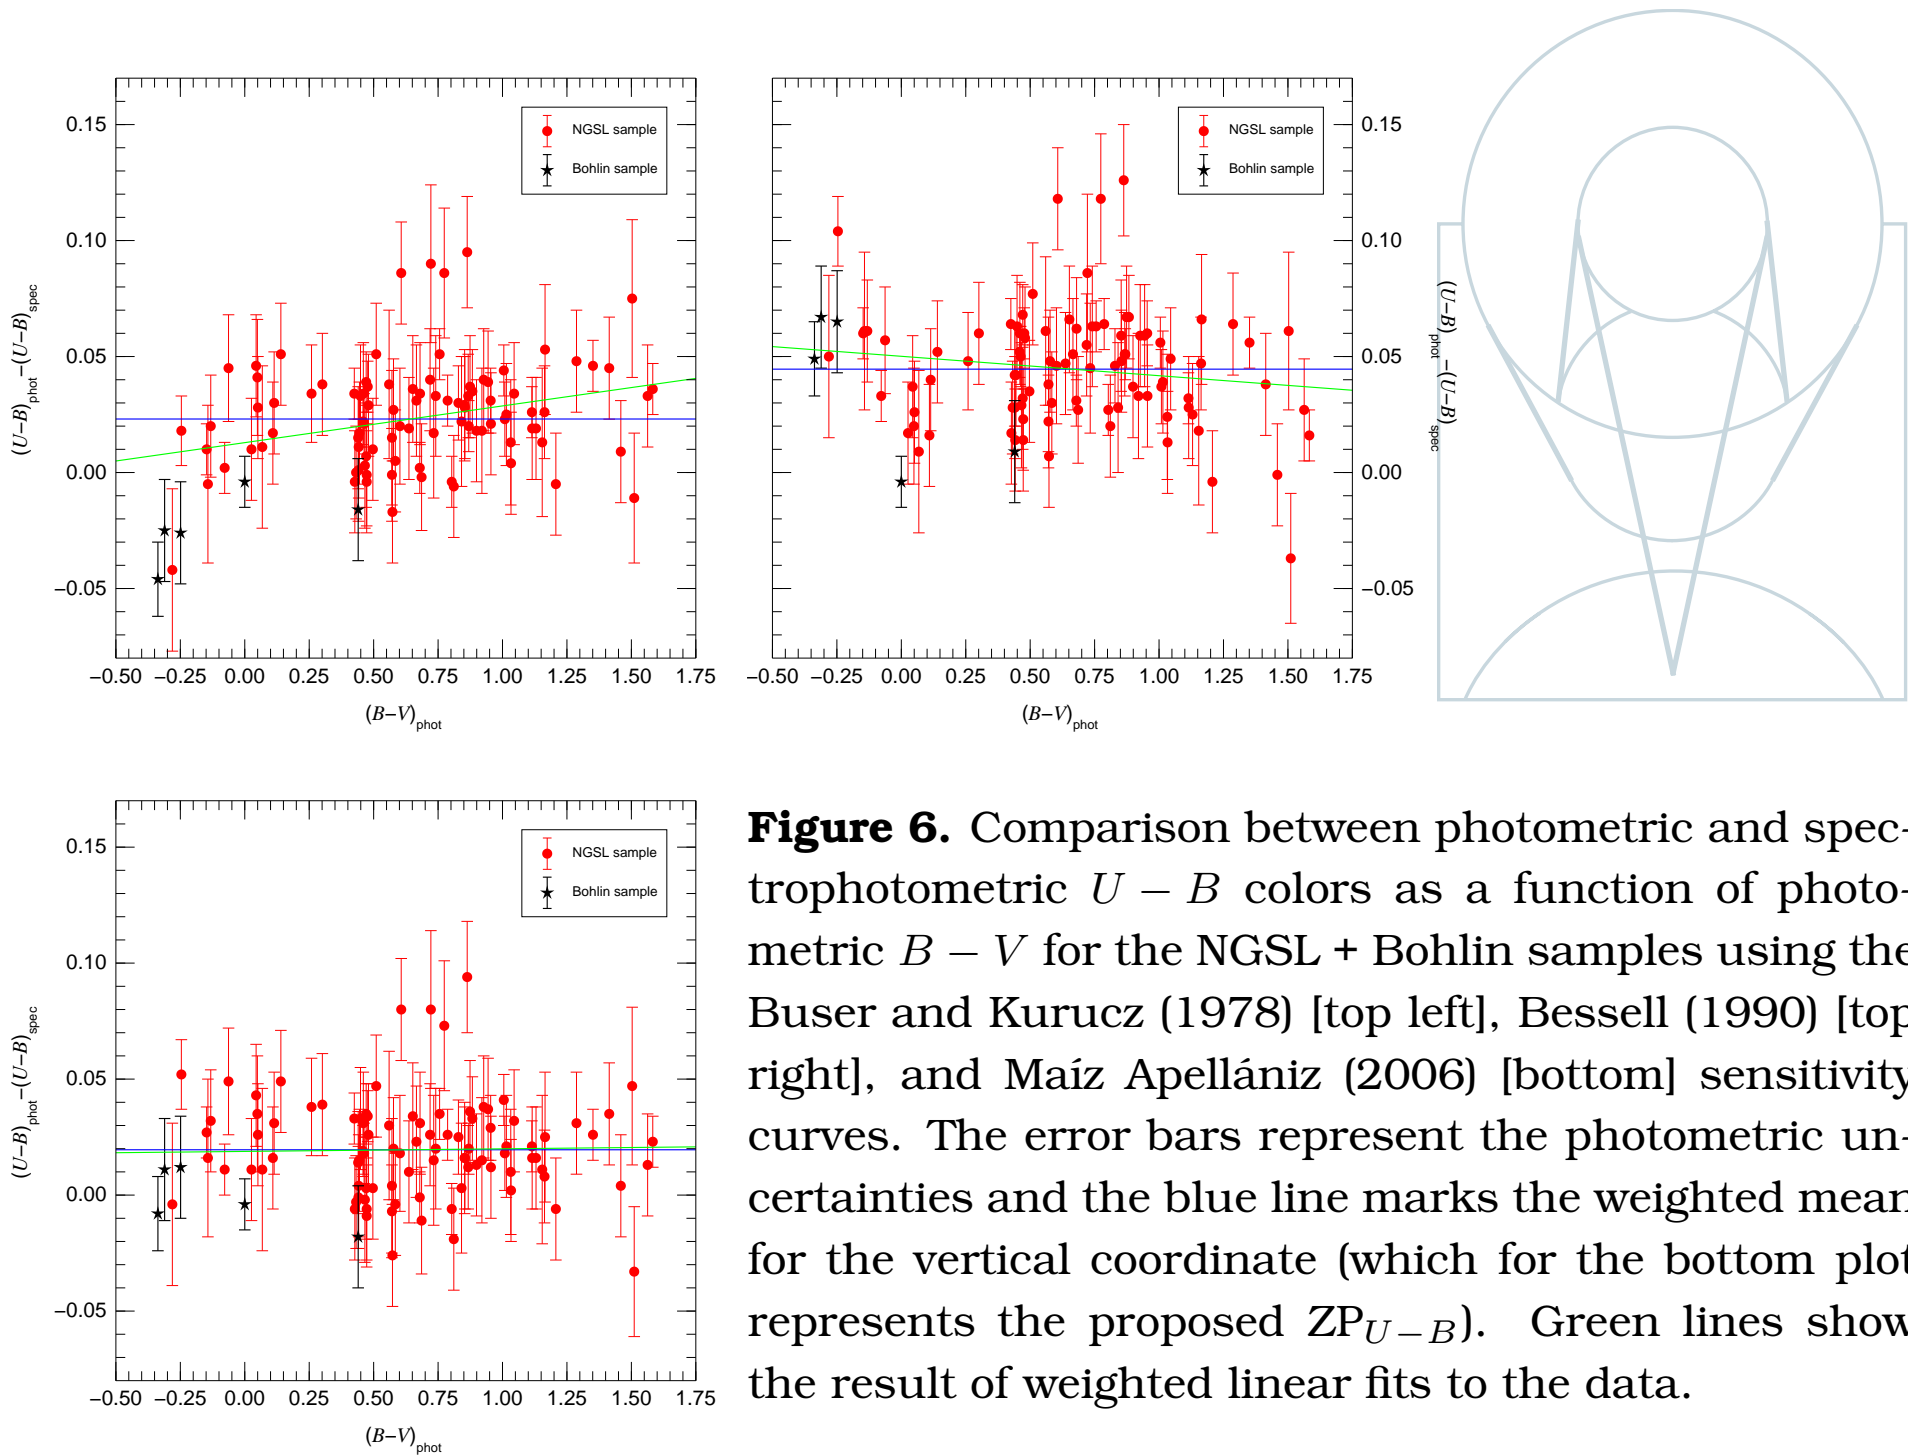 0.15
0.10
0.05
0.00
−0.05
(U−B)phot−(U−B)spec
NGSL sample
Bohlin sample
−0.50 −0.25 0.00 0.25 0.50 0.75 1.00 1.25 1.50 1.75
(B−V)phot
NGSL sample
Bohlin sample
0.15
0.10
0.05
0.00
−0.05
(U−B)phot−(U−B)spec
−0.50 −0.25 0.00 0.25 0.50 0.75 1.00 1.25 1.50 1.75
(B−V)phot
0.15
0.10
0.05
0.00
−0.05
(U−B)phot−(U−B)spec
NGSL sample
Bohlin sample
−0.50 −0.25 0.00 0.25 0.50 0.75 1.00 1.25 1.50 1.75
(B−V)phot
Figure 6. Comparison between photometric and spec-
trophotometric U − B colors as a function of photo-
metric B − V for the NGSL + Bohlin samples using the
Buser and Kurucz (1978) [top left], Bessell (1990) [top
right], and Maíz Apellániz (2006) [bottom] sensitivity
curves. The error bars represent the photometric un-
certainties and the blue line marks the weighted mean
for the vertical coordinate (which for the bottom plot
represents the proposed ZPU−B). Green lines show
the result of weighted linear fits to the data.